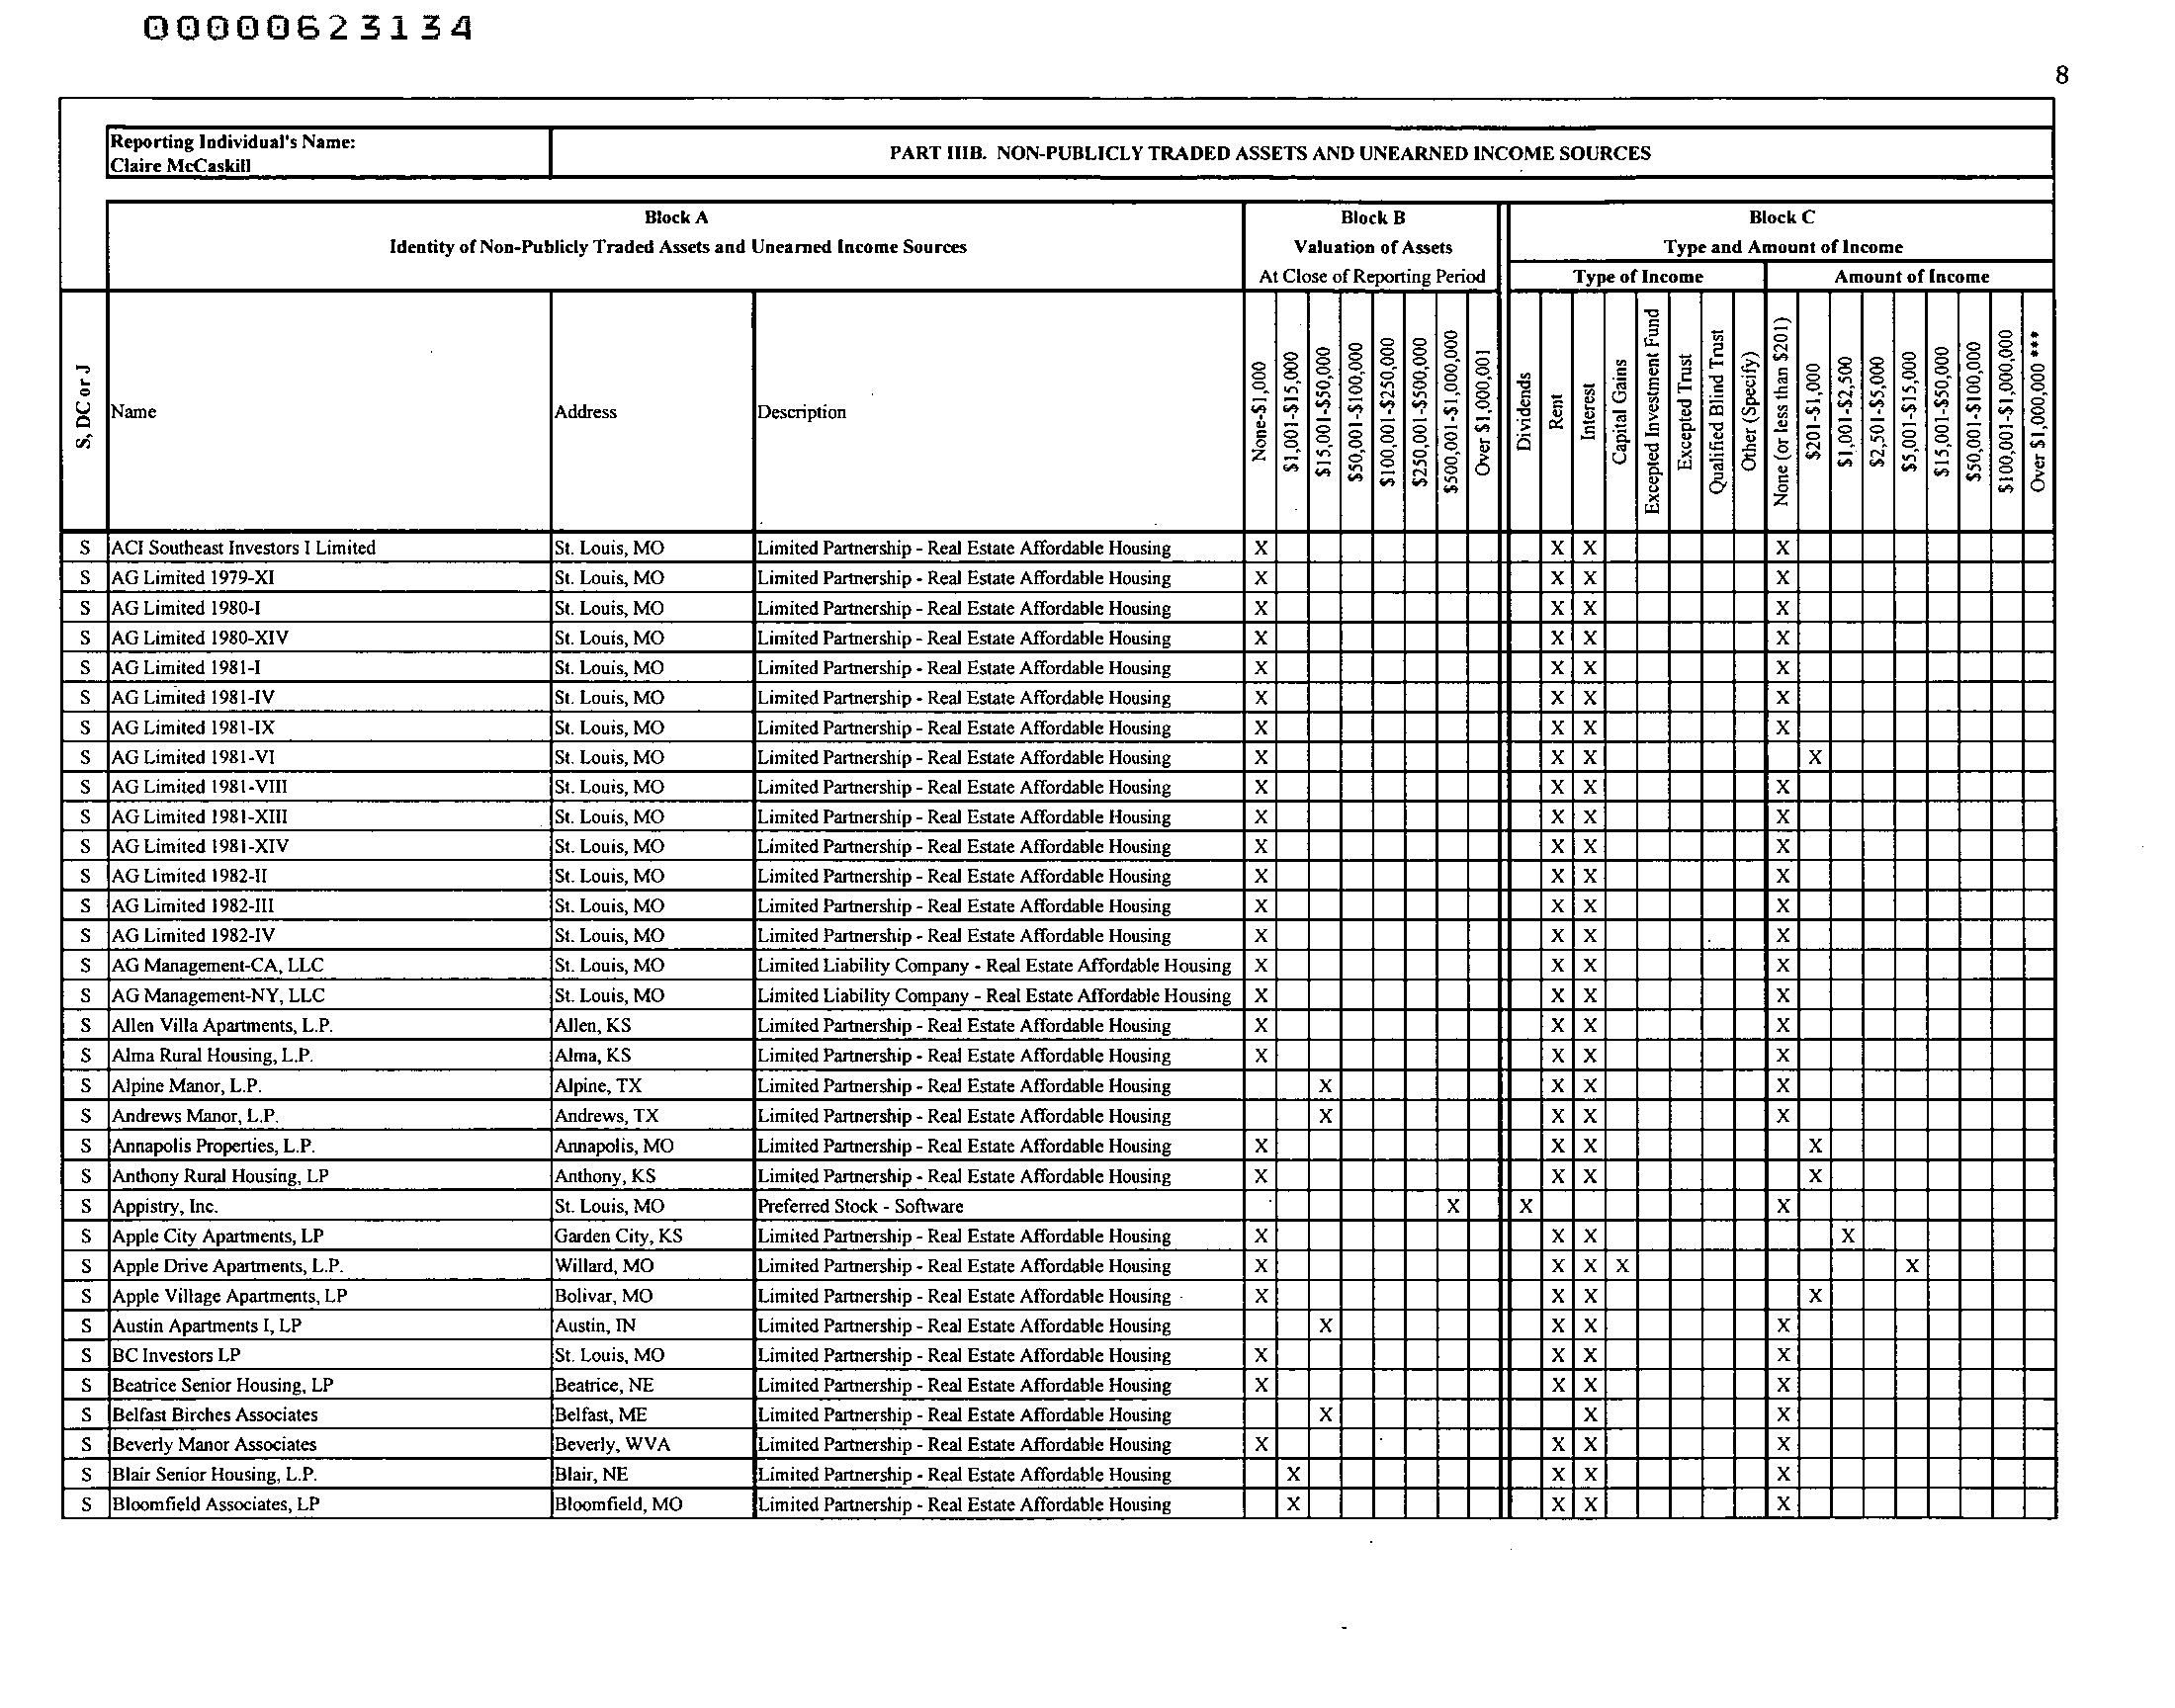 00000623134
8
Reporting Individual's Name:
Claire McCaskill
PART IIIB. NON-PUBLICLY TRADED ASSETS AND UNEARNED INCOME SOURCES
Block A
Identity of Non-Publicly Traded Assets and Unearned Income Sources
Block B
Valuation of Assets
At Close of Reporting Period
Block C
Type and Amount of Income
Type of Income
Amount of Income
S, DC or J
Name
Address
Description
None-$1,000
$1,001-$15,000
$15,001-$50,000
$50,001-$100,000
$100,001-$250,000
$250,001-$500,000
$500,001-$1,000,000
Over $1,000,001
Dividends
Rent
Interest
Capital Gains
Excepted Investment Fund
Excepted Trust
Qualified Blind Trust
Other (Specify)
None (or less than $201)
$201-$1,000
$1,001-$2,500
$2,501-$5,000
$5,001-$15,000
$15,001-$50,000
$50,001-$100,000
$100,001-$1,000,000
Over $1,000,000 ***
S ACI Southeast Investors I Limited St. Louis, MO Limited Partnership - Real Estate Affordable Housing X X X X
S AG Limited 1979-XI St. Louis, MO Limited Partnership - Real Estate Affordable Housing X X X X
S AG Limited 1980-I St. Louis, MO Limited Partnership - Real Estate Affordable Housing X X X X
S AG Limited 1980-XIV St. Louis, MO Limited Partnership - Real Estate Affordable Housing X X X X
S AG Limited 1981-I St. Louis, MO Limited Partnership - Real Estate Affordable Housing X X X X
S AG Limited 1981-IV St. Louis, MO Limited Partnership - Real Estate Affordable Housing X X X X
S AG Limited 1981-IX St. Louis, MO Limited Partnership - Real Estate Affordable Housing X X X X
S AG Limited 1981-VI St. Louis, MO Limited Partnership - Real Estate Affordable Housing X X X X
S AG Limited 1981-VIII St. Louis, MO Limited Partnership - Real Estate Affordable Housing X X X X
S AG Limited 1981-XIII St. Louis, MO Limited Partnership - Real Estate Affordable Housing X X X X
S AG Limited 1981-XIV St. Louis, MO Limited Partnership - Real Estate Affordable Housing X X X X
S AG Limited 1982-II St. Louis, MO Limited Partnership - Real Estate Affordable Housing X X X X
S AG Limited 1982-III St. Louis, MO Limited Partnership - Real Estate Affordable Housing X X X X
S AG Limited 1982-IV St. Louis, MO Limited Partnership - Real Estate Affordable Housing X X X X
S AG Management-CA, LLC St. Louis, MO Limited Liability Company - Real Estate Affordable Housing X X X X
S AG Management-NY, LLC St. Louis, MO Limited Liability Company - Real Estate Affordable Housing X X X X
S Allen Villa Apartments, L.P. Allen, KS Limited Partnership - Real Estate Affordable Housing X X X X
S Alma Rural Housing, L.P. Alma, KS Limited Partnership - Real Estate Affordable Housing X X X X
S Alpine Manor, L.P. Alpine, TX Limited Partnership - Real Estate Affordable Housing X X X X
S Andrews Manor, L.P. Andrews, TX Limited Partnership - Real Estate Affordable Housing X X X X
S Annapolis Properties, L.P. Annapolis, MO Limited Partnership - Real Estate Affordable Housing X X X X
S Anthony Rural Housing, LP Anthony, KS Limited Partnership - Real Estate Affordable Housing X X X X
S Appistry, Inc. St. Louis, MO Preferred Stock - Software X X X
S Apple City Apartments, LP Garden City, KS Limited Partnership - Real Estate Affordable Housing X X X X
S Apple Drive Apartments, L.P. Willard, MO Limited Partnership - Real Estate Affordable Housing X X X X X
S Apple Village Apartments, LP Bolivar, MO Limited Partnership - Real Estate Affordable Housing X X X X
S Austin Apartments I, LP Austin, IN Limited Partnership - Real Estate Affordable Housing X X X X
S BC Investors LP St. Louis, MO Limited Partnership - Real Estate Affordable Housing X X X X
S Beatrice Senior Housing, LP Beatrice, NE Limited Partnership - Real Estate Affordable Housing X X X X
S Belfast Birches Associates Belfast, ME Limited Partnership - Real Estate Affordable Housing X X X
S Beverly Manor Associates Beverly, WVA Limited Partnership - Real Estate Affordable Housing X X X X
S Blair Senior Housing, L.P. Blair, NE Limited Partnership - Real Estate Affordable Housing X X X X
S Bloomfield Associates, LP Bloomfield, MO Limited Partnership - Real Estate Affordable Housing X X X X